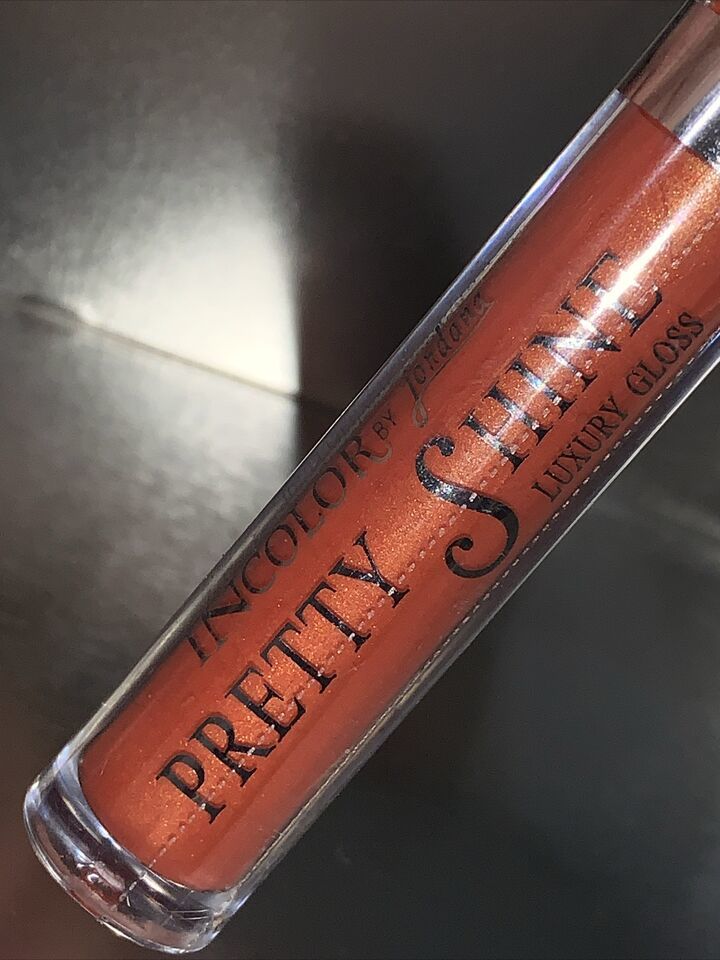 INCOLOR BY Jordana
PRETTY SHINE
LUXURY GLOSS